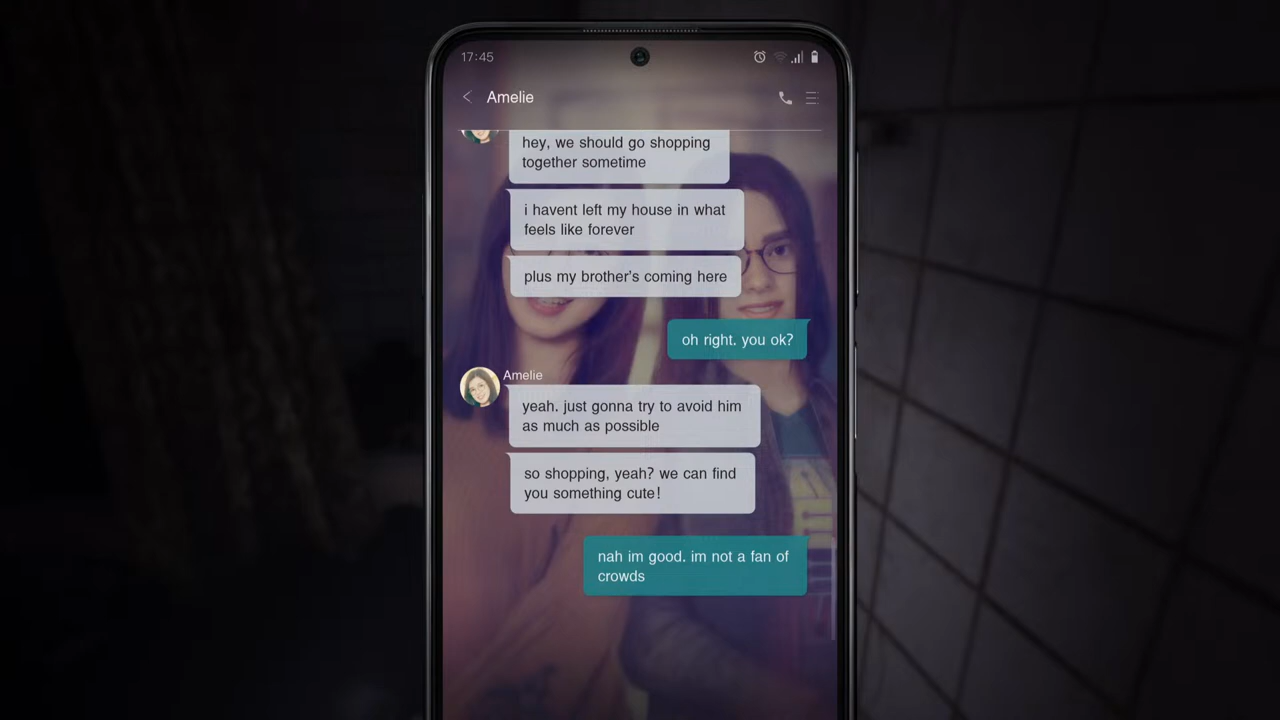 17:45
Amelie
hey, we should go shopping
together sometime
i havent left my house in what
feels like forever
plus my brother's coming here
oh right. you ok?
Amelie
yeah. just gonna try to avoid him
as much as possible
so shopping, yeah? we can find
you something cute!
nah im good. im not a fan of
crowds